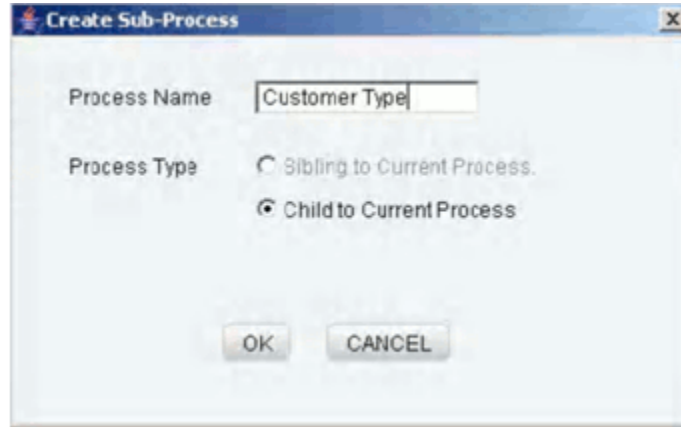 Create Sub-Process
Process Name Customer Type
Process Type Sibling to Current Process.
Child to Current Process
OK CANCEL